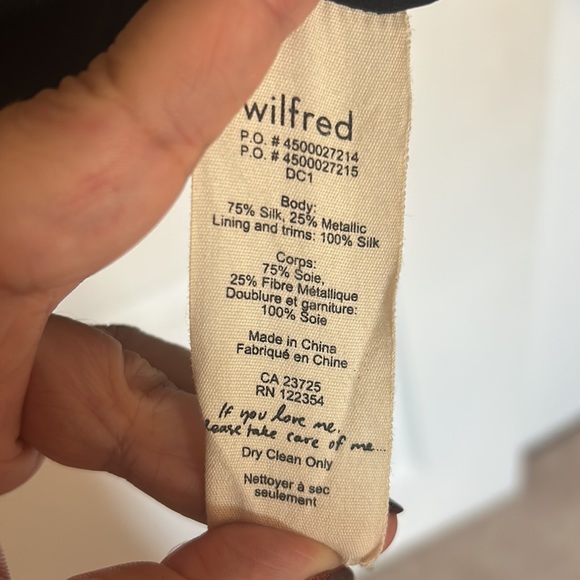 wilfred
P.O. # 4500027214
P.O. # 4500027215
DC1
Body:
75% Silk, 25% Metallic
Lining and trims: 100% Silk
Corps:
75% Soie,
25% Fibre Métallique
Doublure et garniture:
100% Soie
Made in China
Fabriqué en Chine
CA 23725
RN 122354
If you love me,
please take care of me...
Dry Clean Only
Nettoyer à sec
seulement